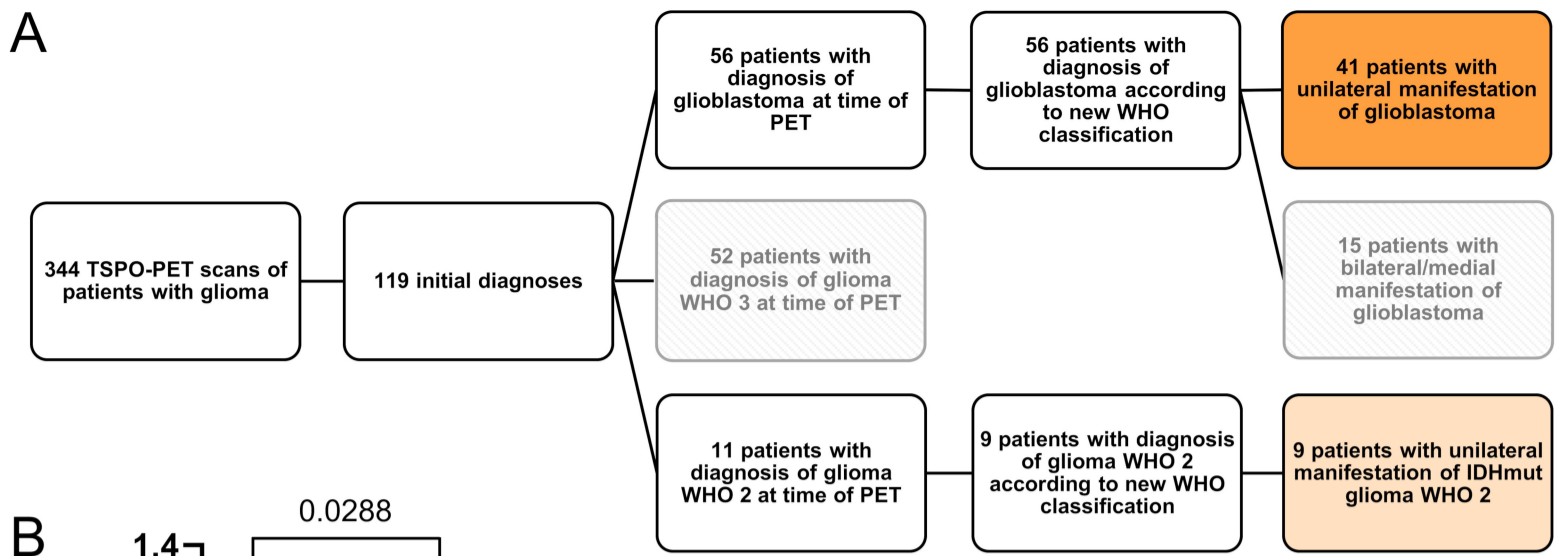 A
344 TSPO-PET scans of
patients with glioma
119 initial diagnoses
56 patients with
diagnosis of
glioblastoma at time of
PET
56 patients with
diagnosis of
glioblastoma according
to new WHO
classification
41 patients with
unilateral manifestation
of glioblastoma
52 patients with
diagnosis of glioma
WHO 3 at time of PET
15 patients with
bilateral/medial
manifestation of
glioblastoma
11 patients with
diagnosis of glioma
WHO 2 at time of PET
9 patients with diagnosis
of glioma WHO 2
according to new WHO
classification
9 patients with unilateral
manifestation of IDHmut
glioma WHO 2
B
0.0288
1.4